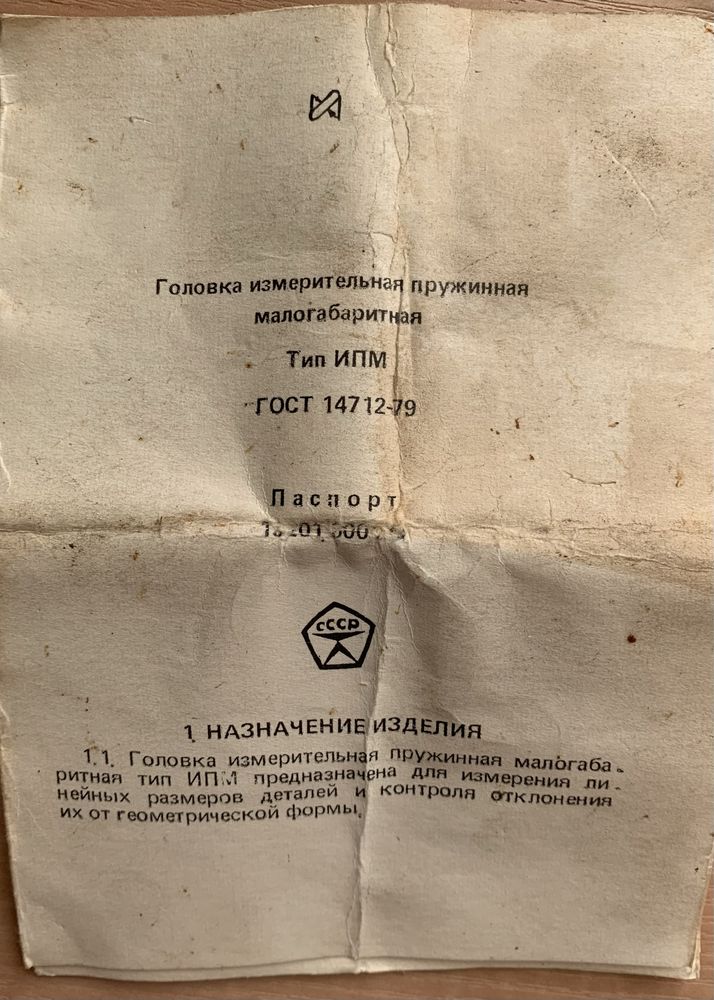 Головка измерительная пружинная
малогабаритная
Тип ИПМ
ГОСТ 14712-79
Паспорт
СССР
1 НАЗНАЧЕНИЕ ИЗДЕЛИЯ
1.1. Головка измерительная пружинная малогаба-
ритная тип ИПМ предназначена для измерения ли-
нейных размеров деталей и контроля отклонения
их от геометрической формы.